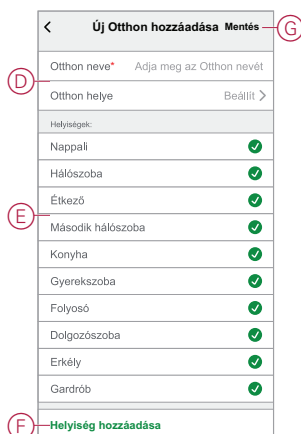 Új Otthon hozzáadása Mentés G
Otthon neve* Adja meg az Otthon nevét
D
Otthon helye Beállít
Helyiségek:
Nappali
Hálószoba
Étkező
E
Második hálószoba
Konyha
Gyerekszoba
Folyosó
Dolgozószoba
Erkély
Gardrób
F Helyiség hozzáadása